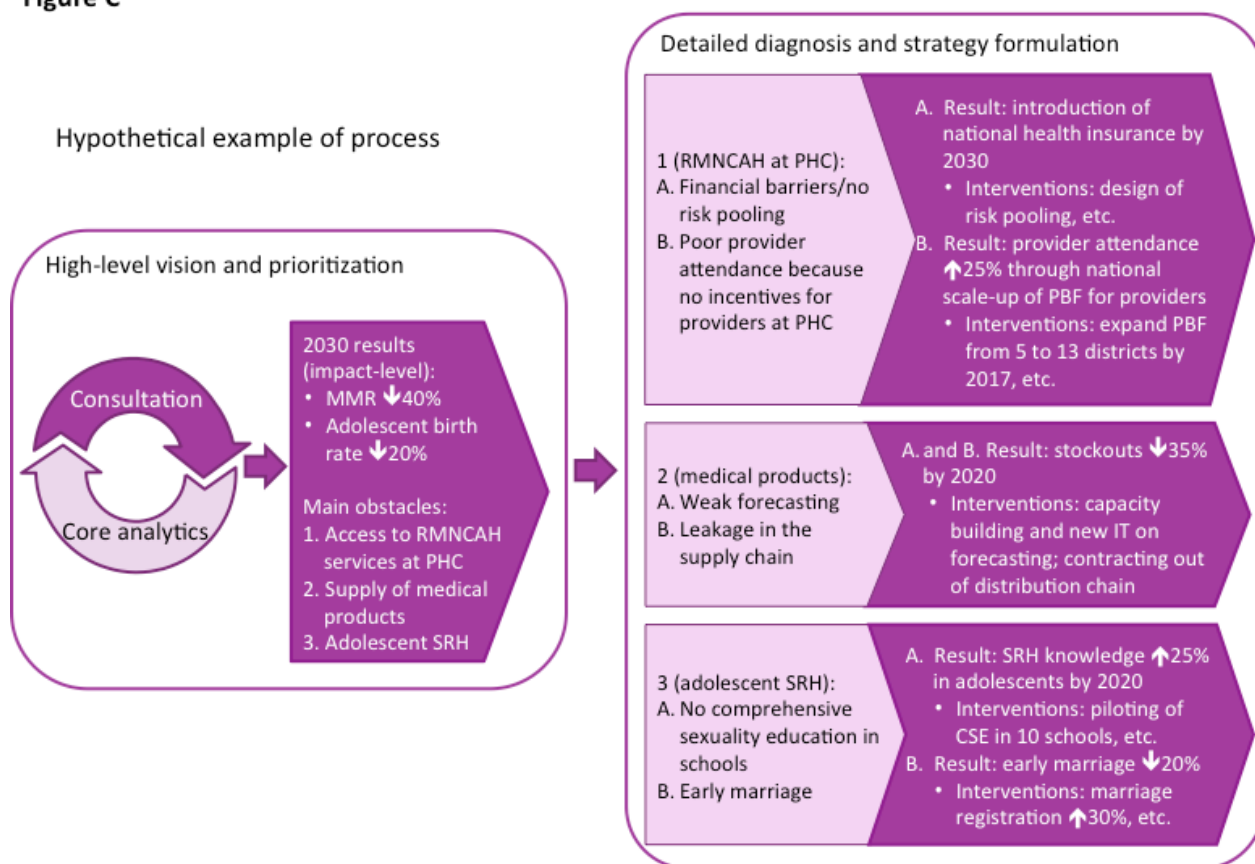 Figure C
Hypothetical example of process
High-level vision and prioritization
Consultation
Core analytics
2030 results
(impact-level):
• MMR ↓40%
• Adolescent birth
rate ↓20%
Main obstacles:
1. Access to RMNCAH
services at PHC
2. Supply of medical
products
3. Adolescent SRH
Detailed diagnosis and strategy formulation
1 (RMNCAH at PHC):
A. Financial barriers/no
risk pooling
B. Poor provider
attendance because
no incentives for
providers at PHC
A. Result: introduction of
national health insurance by
2030
• Interventions: design of
risk pooling, etc.
B. Result: provider attendance
↑25% through national
scale-up of PBF for providers
• Interventions: expand PBF
from 5 to 13 districts by
2017, etc.
2 (medical products):
A. Weak forecasting
B. Leakage in the
supply chain
A. and B. Result: stockouts ↓35%
by 2020
• Interventions: capacity
building and new IT on
forecasting; contracting out
of distribution chain
3 (adolescent SRH):
A. No comprehensive
sexuality education in
schools
B. Early marriage
A. Result: SRH knowledge ↑25%
in adolescents by 2020
• Interventions: piloting of
CSE in 10 schools, etc.
B. Result: early marriage ↓20%
• Interventions: marriage
registration ↑30%, etc.